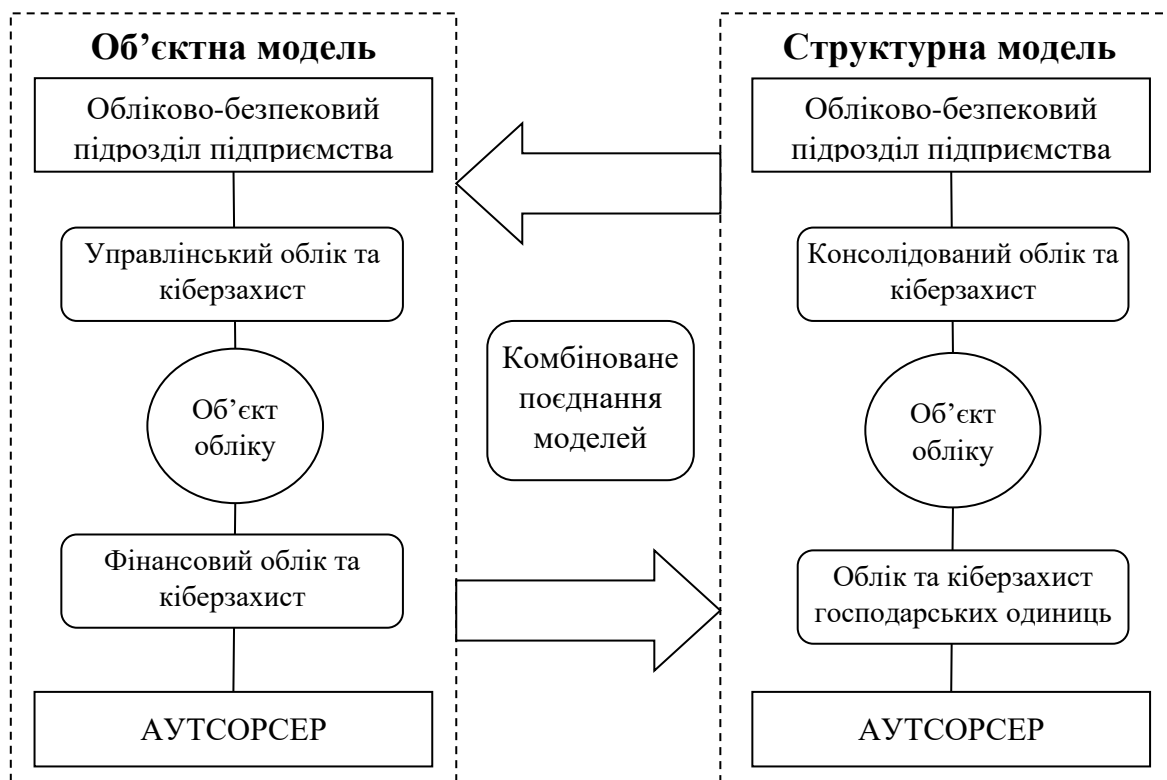 Об’єктна модель
Обліково-безпековий
підрозділ підприємства
Управлінський облік та
кіберзахист
Об’єкт
обліку
Фінансовий облік та
кіберзахист
АУТСОРСЕР
Комбіноване
поєднання
моделей
Структурна модель
Обліково-безпековий
підрозділ підприємства
Консолідований облік та
кіберзахист
Об’єкт
обліку
Облік та кіберзахист
господарських одиниць
АУТСОРСЕР